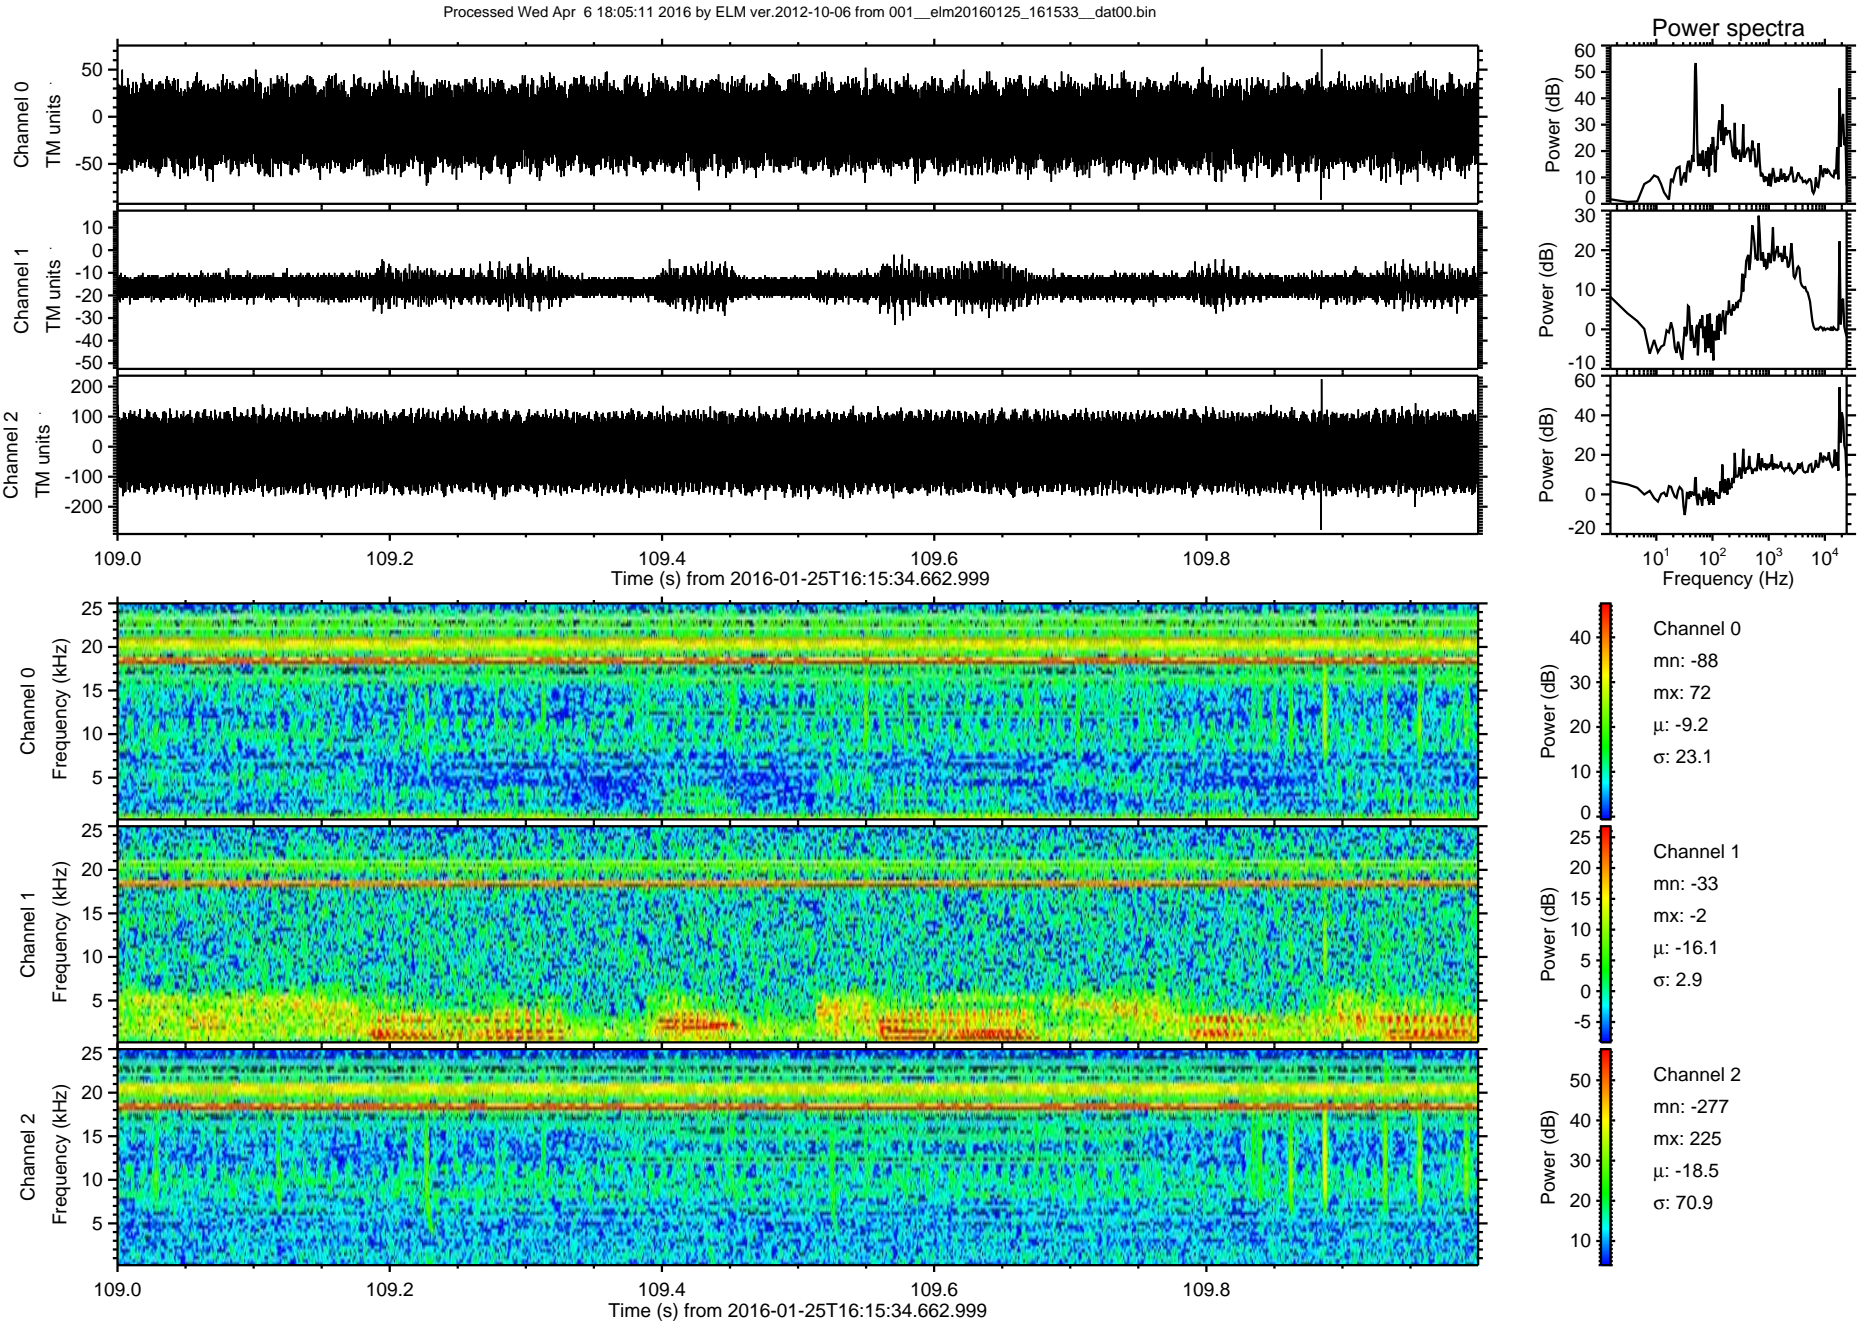 Processed Wed Apr 6 18:05:11 2016 by ELM ver.2012-10-06 from 001__elm20160125_161533__dat00.bin
Power spectra
Channel 0
TM units
50
0
-50
Power (dB)
60
50
40
30
20
10
0
Channel 1
TM units
10
0
-10
-20
-30
-40
-50
Power (dB)
30
20
10
0
-10
Channel 2
TM units
200
100
0
-100
-200
Power (dB)
60
40
20
0
-20
109.0
109.2
109.4
109.6
109.8
Time (s) from 2016-01-25T16:15:34.662.999
10^1
10^2
10^3
10^4
Frequency (Hz)
Channel 0
Frequency (kHz)
25
20
15
10
5
Power (dB)
40
30
20
10
0
Channel 0
mn: -88
mx: 72
μ: -9.2
σ: 23.1
Channel 1
Frequency (kHz)
25
20
15
10
5
Power (dB)
25
20
15
10
5
0
-5
Channel 1
mn: -33
mx: -2
μ: -16.1
σ: 2.9
Channel 2
Frequency (kHz)
25
20
15
10
5
Power (dB)
50
40
30
20
10
Channel 2
mn: -277
mx: 225
μ: -18.5
σ: 70.9
109.0
109.2
109.4
109.6
109.8
Time (s) from 2016-01-25T16:15:34.662.999